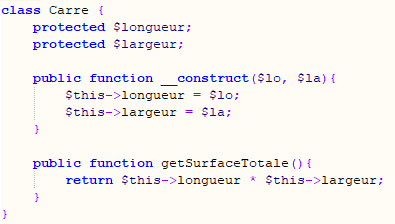 class Carre {
    protected $longueur;
    protected $largeur;

    public function __construct($lo, $la){
        $this->longueur = $lo;
        $this->largeur = $la;
    }

    public function getSurfaceTotale(){
        return $this->longueur * $this->largeur;
    }
}